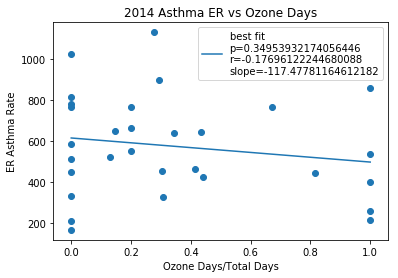 2014 Asthma ER vs Ozone Days
best fit
p=0.34953932174056446
r=-0.17696122244680088
slope=-117.47781164612182
1000
800
600
400
200
ER Asthma Rate
0.0 0.2 0.4 0.6 0.8 1.0
Ozone Days/Total Days